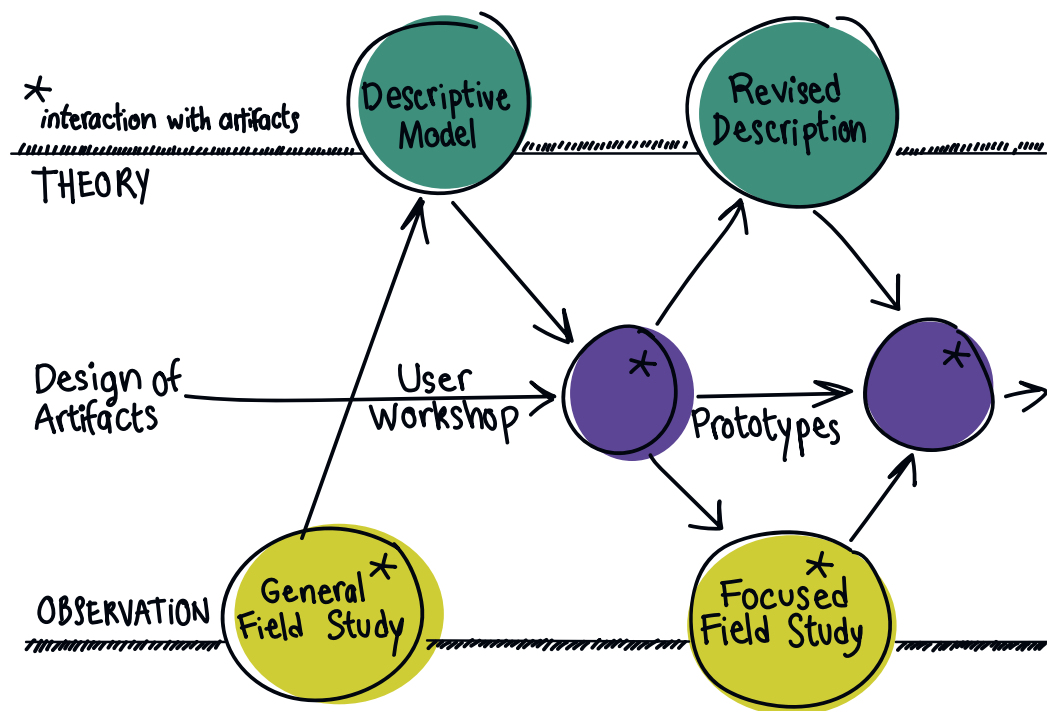 *
interaction with artifacts
THEORY
Descriptive
Model
Revised
Description
Design of
Artifacts
User
Workshop
*
Prototypes
*
OBSERVATION
General *
Field Study
*
Focused
Field Study